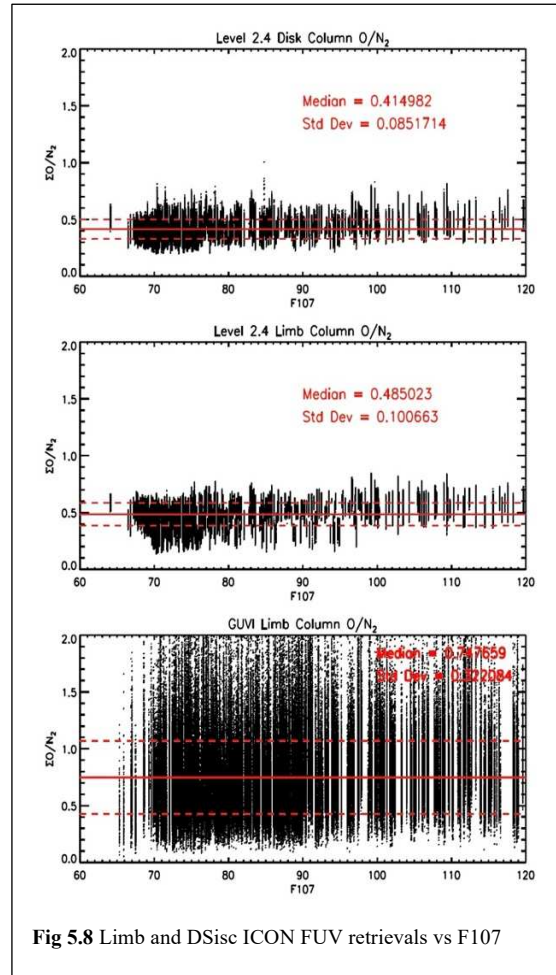 Level 2.4 Disk Column O/N₂
2.0
Median = 0.414982
Std Dev = 0.0851714
1.5
1.0
0.5
0.0
ΣO/N₂
60 70 80 90 100 110 120
F107
Level 2.4 Limb Column O/N₂
2.0
Median = 0.485023
Std Dev = 0.100663
1.5
1.0
0.5
0.0
ΣO/N₂
60 70 80 90 100 110 120
F107
GUVI Limb Column O/N₂
2.0
Median = 0.747659
Std Dev = 0.322084
1.5
1.0
0.5
0.0
ΣO/N₂
60 70 80 90 100 110 120
F107
Fig 5.8 Limb and DSisc ICON FUV retrievals vs F107